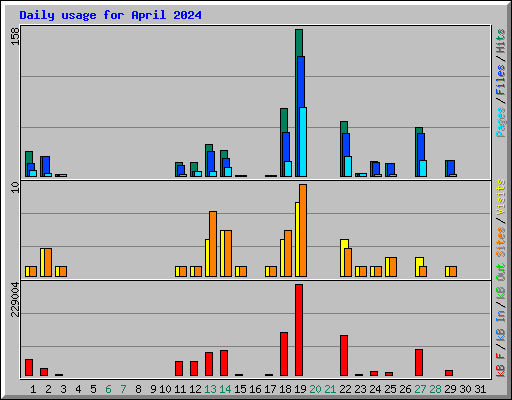 Daily usage for April 2024
158
Pages / Files / Hits
10
Sites / Visits
229004
kB F / kB In / kB Out
1 2 3 4 5 6 7 8 9 10 11 12 13 14 15 16 17 18 19 20 21 22 23 24 25 26 27 28 29 30 31